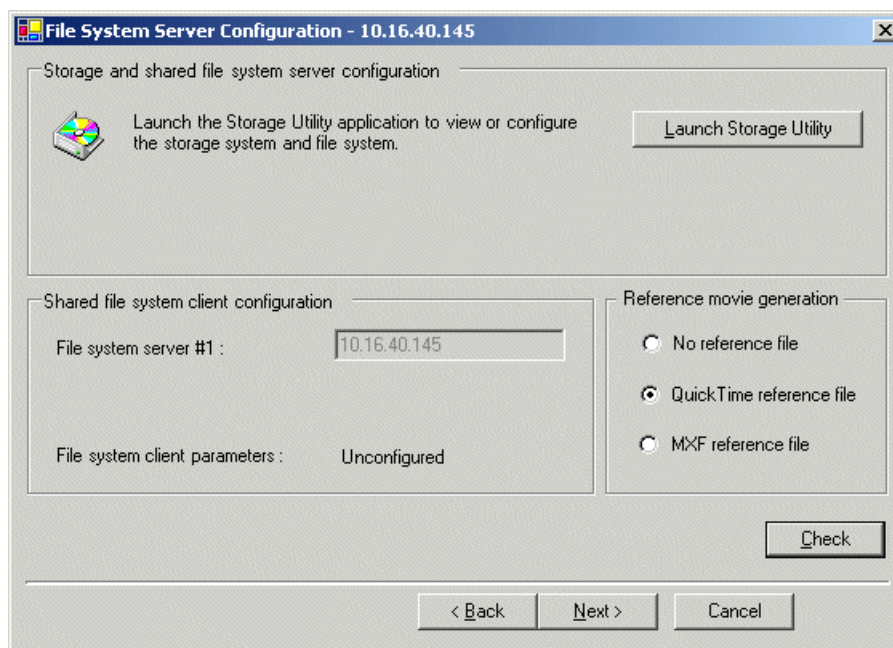 File System Server Configuration - 10.16.40.145
Storage and shared file system server configuration
Launch the Storage Utility application to view or configure
the storage system and file system.
Launch Storage Utility
Shared file system client configuration
File system server #1 :
10.16.40.145
File system client parameters :
Unconfigured
Reference movie generation
No reference file
QuickTime reference file
MXF reference file
Check
< Back
Next >
Cancel